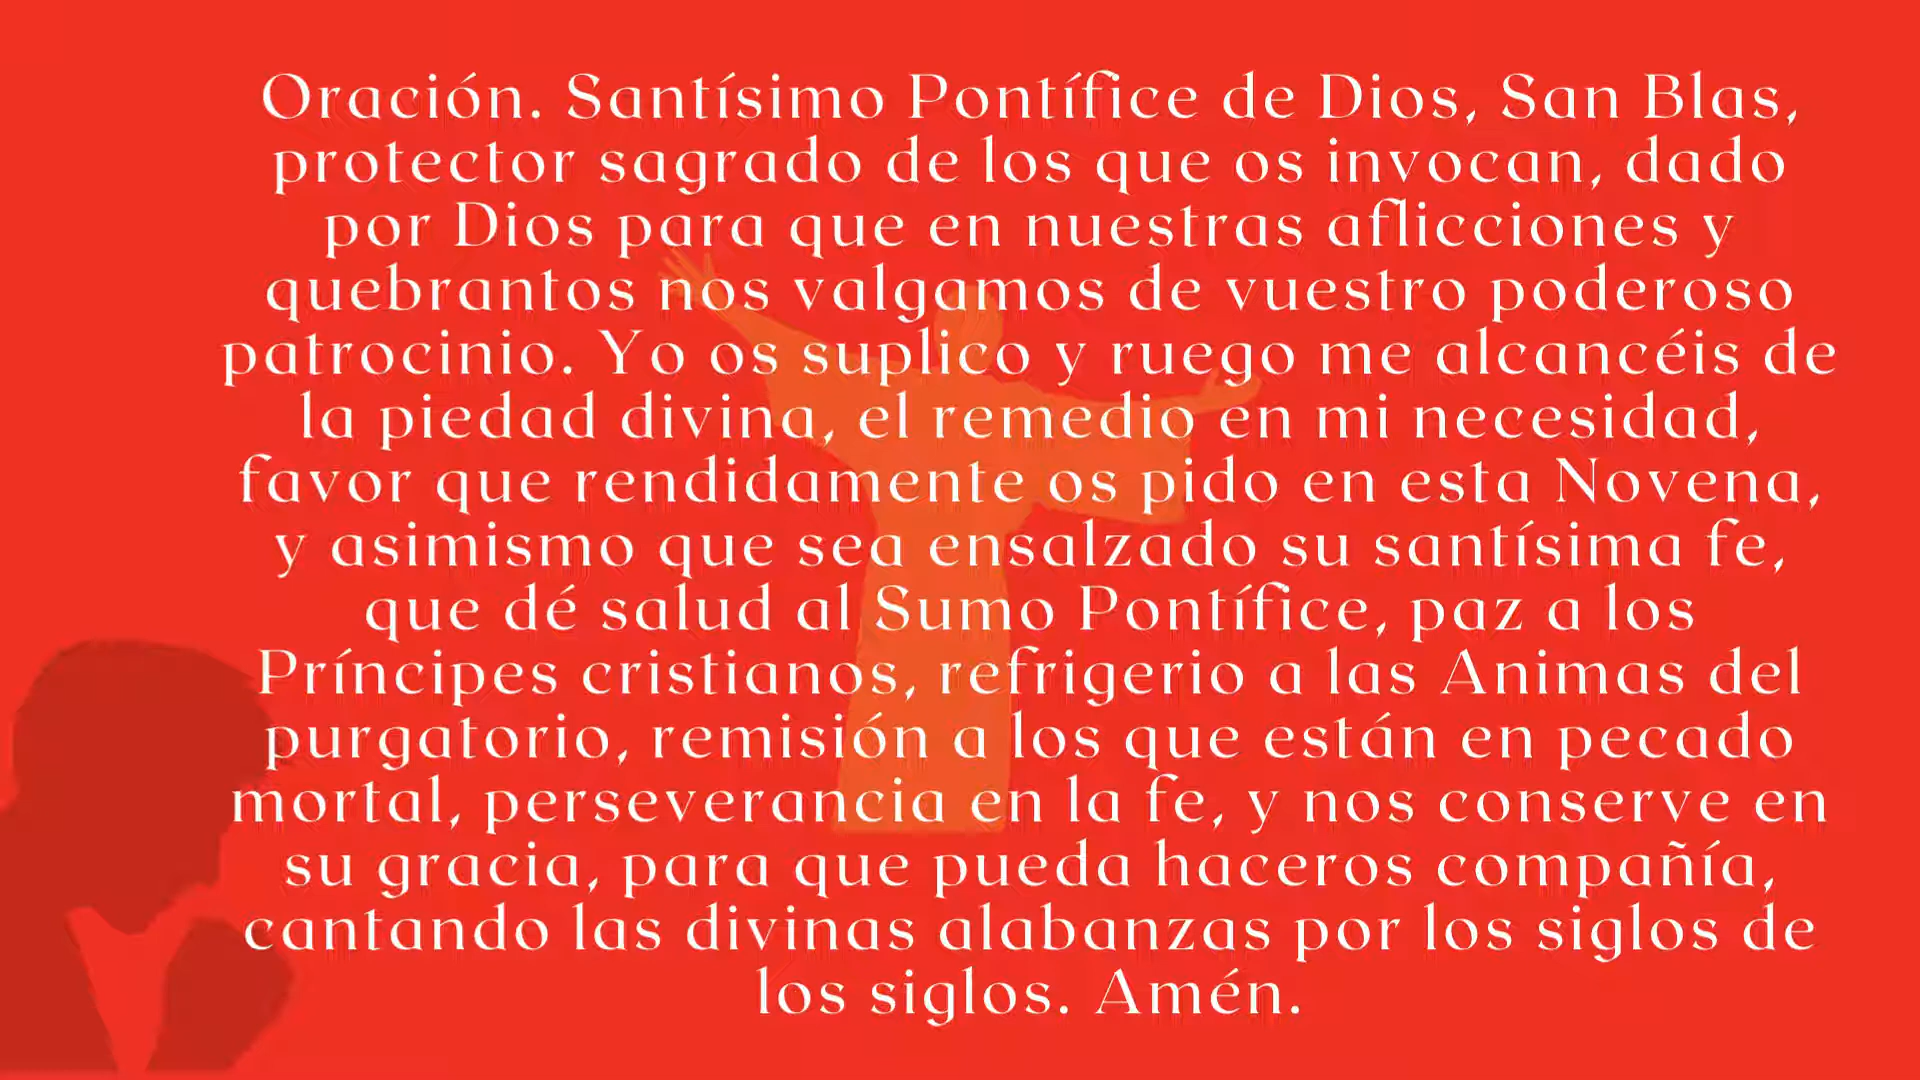 Oración. Santísimo Pontífice de Dios, San Blas,
protector sagrado de los que os invocan, dado
por Dios para que en nuestras aflicciones y
quebrantos nos valgamos de vuestro poderoso
patrocinio. Yo os suplico y ruego me alcancéis de
la piedad divina, el remedio en mi necesidad,
favor que rendidamente os pido en esta Novena,
y asimismo que sea ensalzado su santísima fe,
que dé salud al Sumo Pontífice, paz a los
Príncipes cristianos, refrigerio a las Animas del
purgatorio, remisión a los que están en pecado
mortal, perseverancia en la fe, y nos conserve en
su gracia, para que pueda haceros compañía,
cantando las divinas alabanzas por los siglos de
los siglos. Amén.